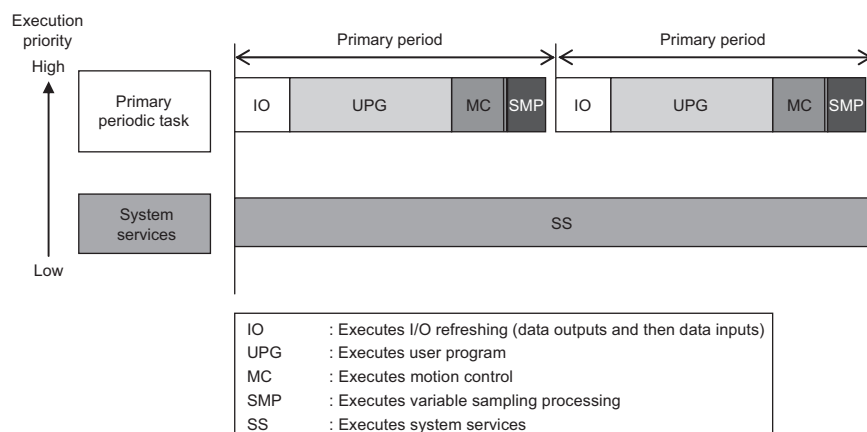 Execution
priority
High
Low
Primary
periodic task
System
services
Primary period
Primary period
IO
UPG
MC
SMP
IO
UPG
MC
SMP
SS
IO : Executes I/O refreshing (data outputs and then data inputs)
UPG : Executes user program
MC : Executes motion control
SMP : Executes variable sampling processing
SS : Executes system services